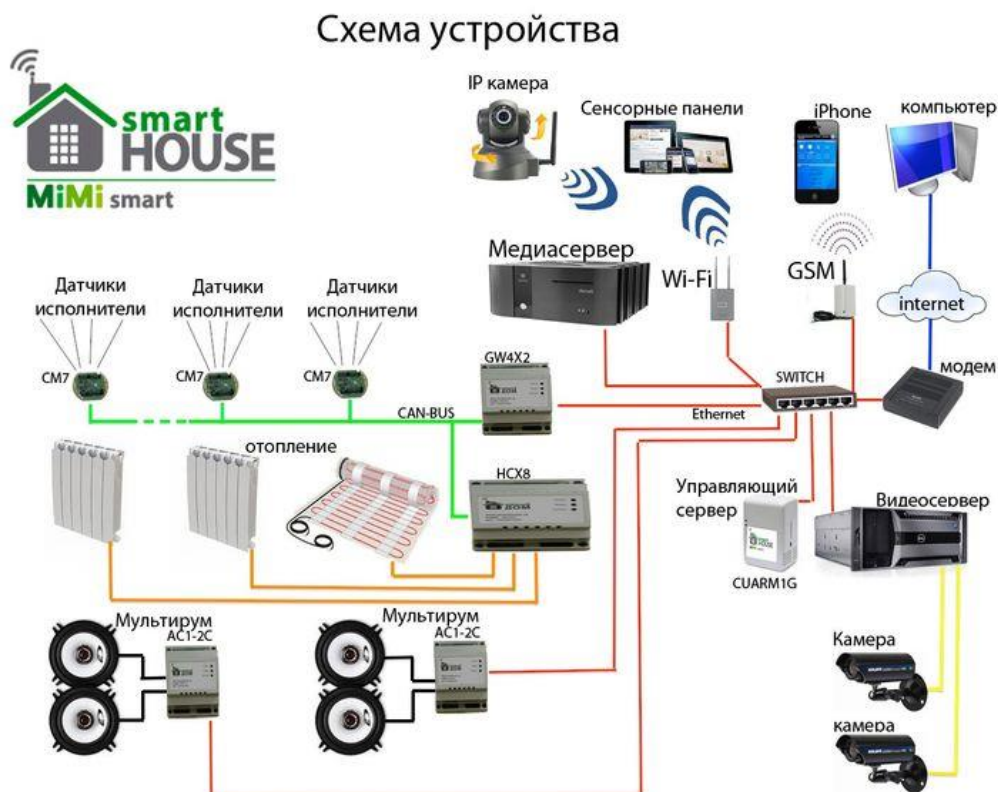 Схема устройства
smart
HOUSE
MiMi smart
IP камера
Сенсорные панели
iPhone
компьютер
Медиасервер
Wi-Fi
GSM
internet
Датчики
исполнители
Датчики
исполнители
Датчики
исполнители
CM7
CM7
CM7
GW4X2
SWITCH
модем
CAN-BUS
Ethernet
отопление
HCX8
Управляющий
сервер
Видеосервер
CUARM1G
Мультирум
AC1-2C
Мультирум
AC1-2C
Камера
камера